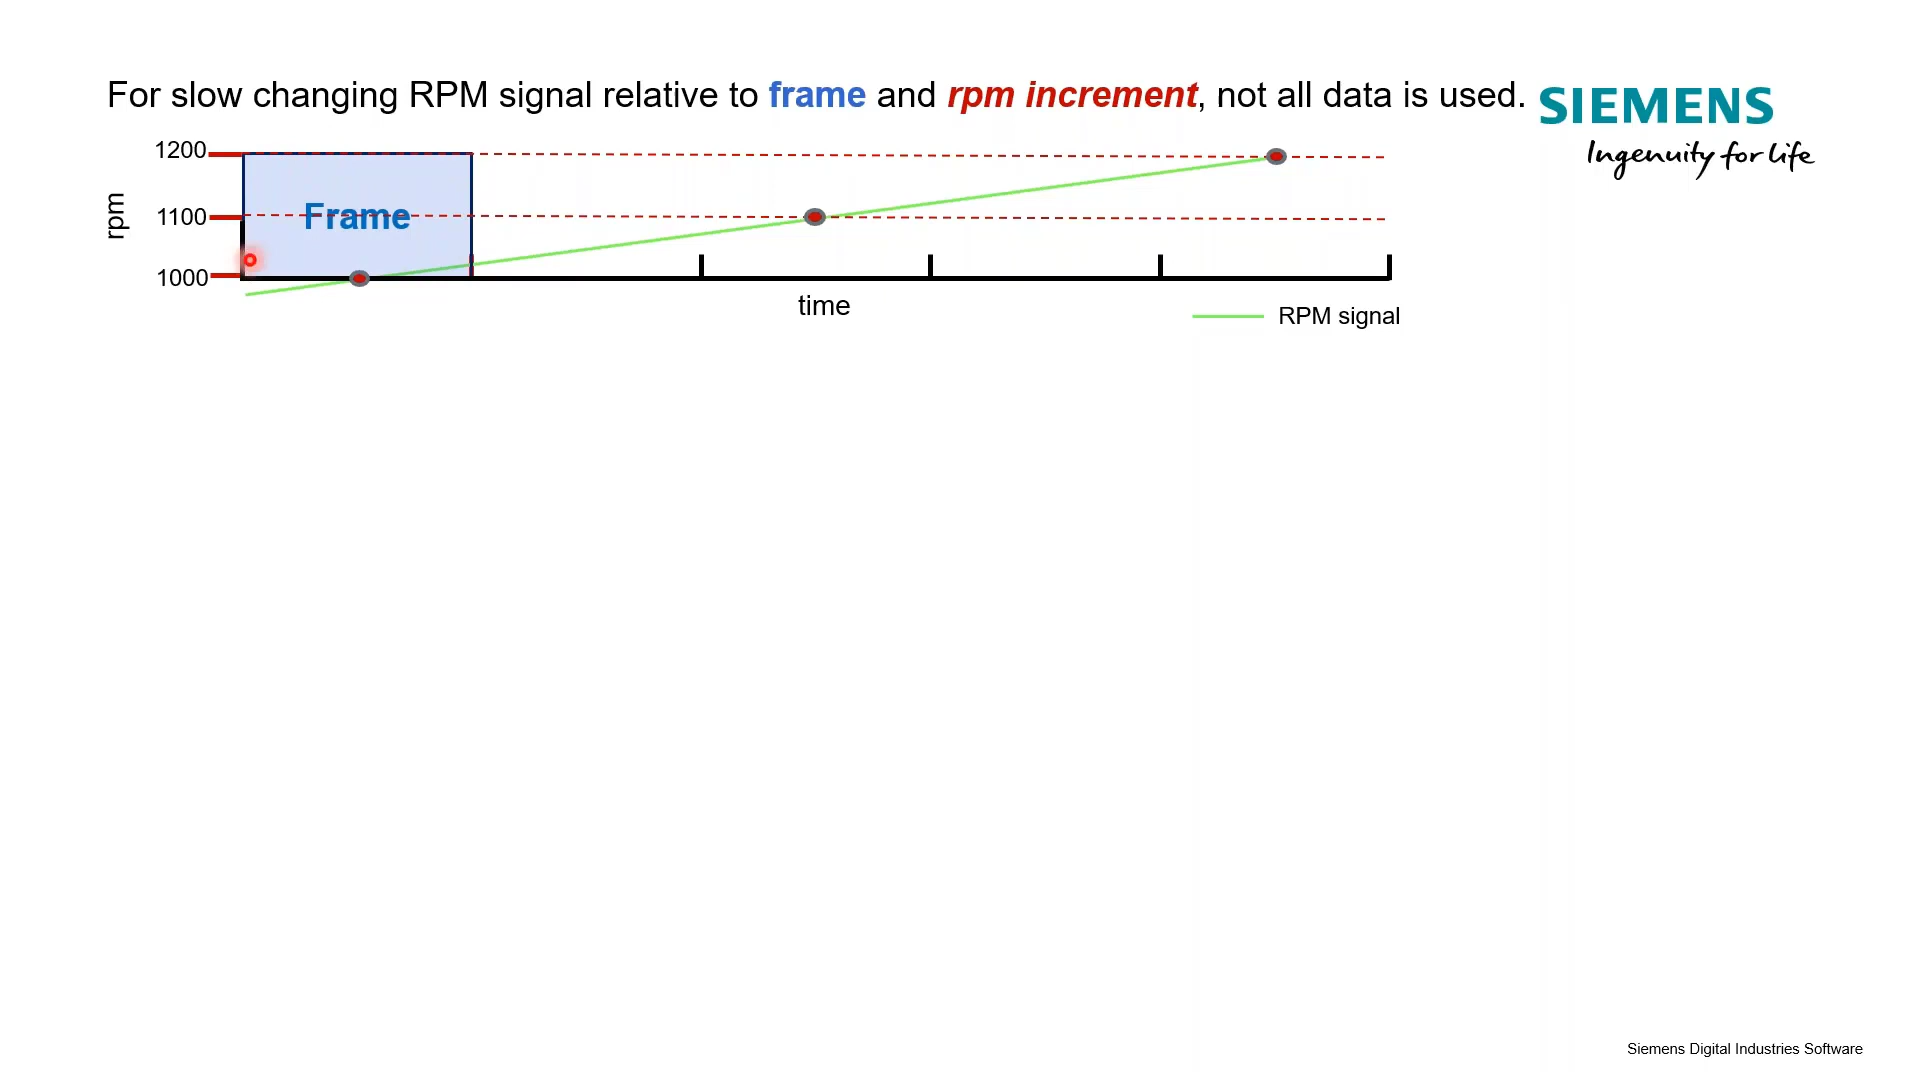 For slow changing RPM signal relative to frame and rpm increment, not all data is used.
SIEMENS
Ingenuity for life
1200
1100
1000
rpm
Frame
time
RPM signal
Siemens Digital Industries Software